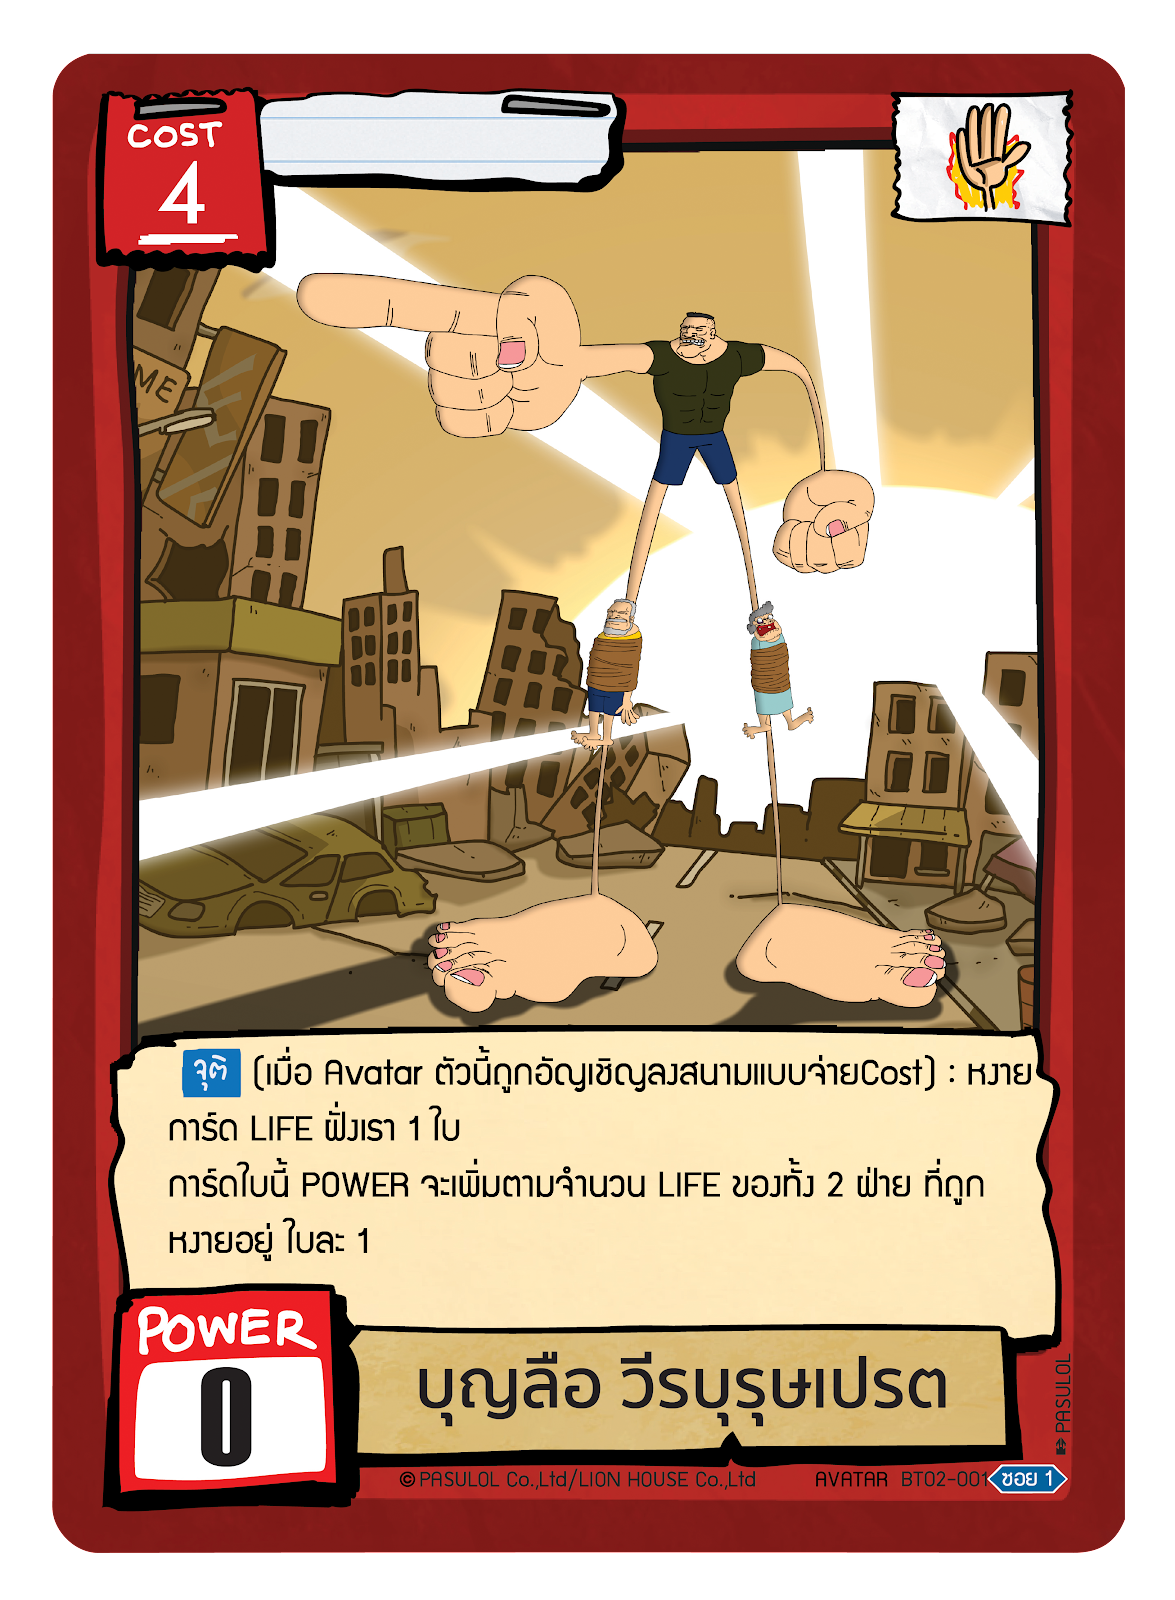 COST
4
ME
จุติ (เมื่อ Avatar ตัวนี้ถูกอัญเชิญลงสนามแบบจ่ายCost) : หงาย
การ์ด LIFE ฝั่งเรา 1 ใบ
การ์ดใบนี้ POWER จะเพิ่มตามจำนวน LIFE ของทั้ง 2 ฝ่าย ที่ถูก
หงายอยู่ ใบละ 1
POWER
0
บุญลือ วีรบุรุษเปรต
PASULOL
© PASULOL Co.,Ltd/LION HOUSE Co.,Ltd AVATAR BT02-001 ซอย 1